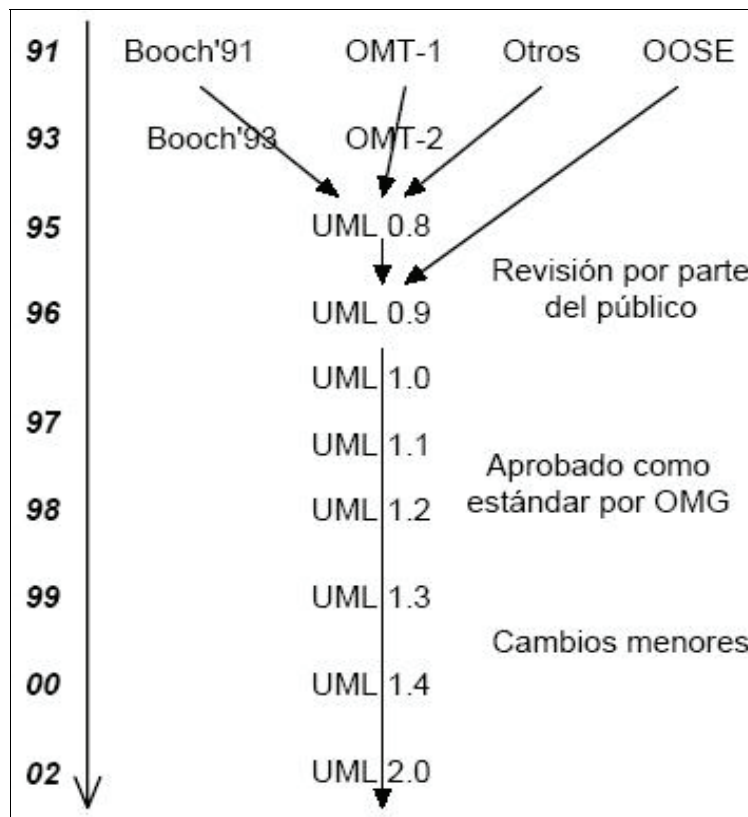 91 Booch'91 OMT-1 Otros OOSE
93 Booch'93 OMT-2
95 UML 0.8
Revisión por parte
del público
96 UML 0.9
UML 1.0
97
UML 1.1
Aprobado como
estándar por OMG
98 UML 1.2
99 UML 1.3
Cambios menores
00 UML 1.4
02 UML 2.0